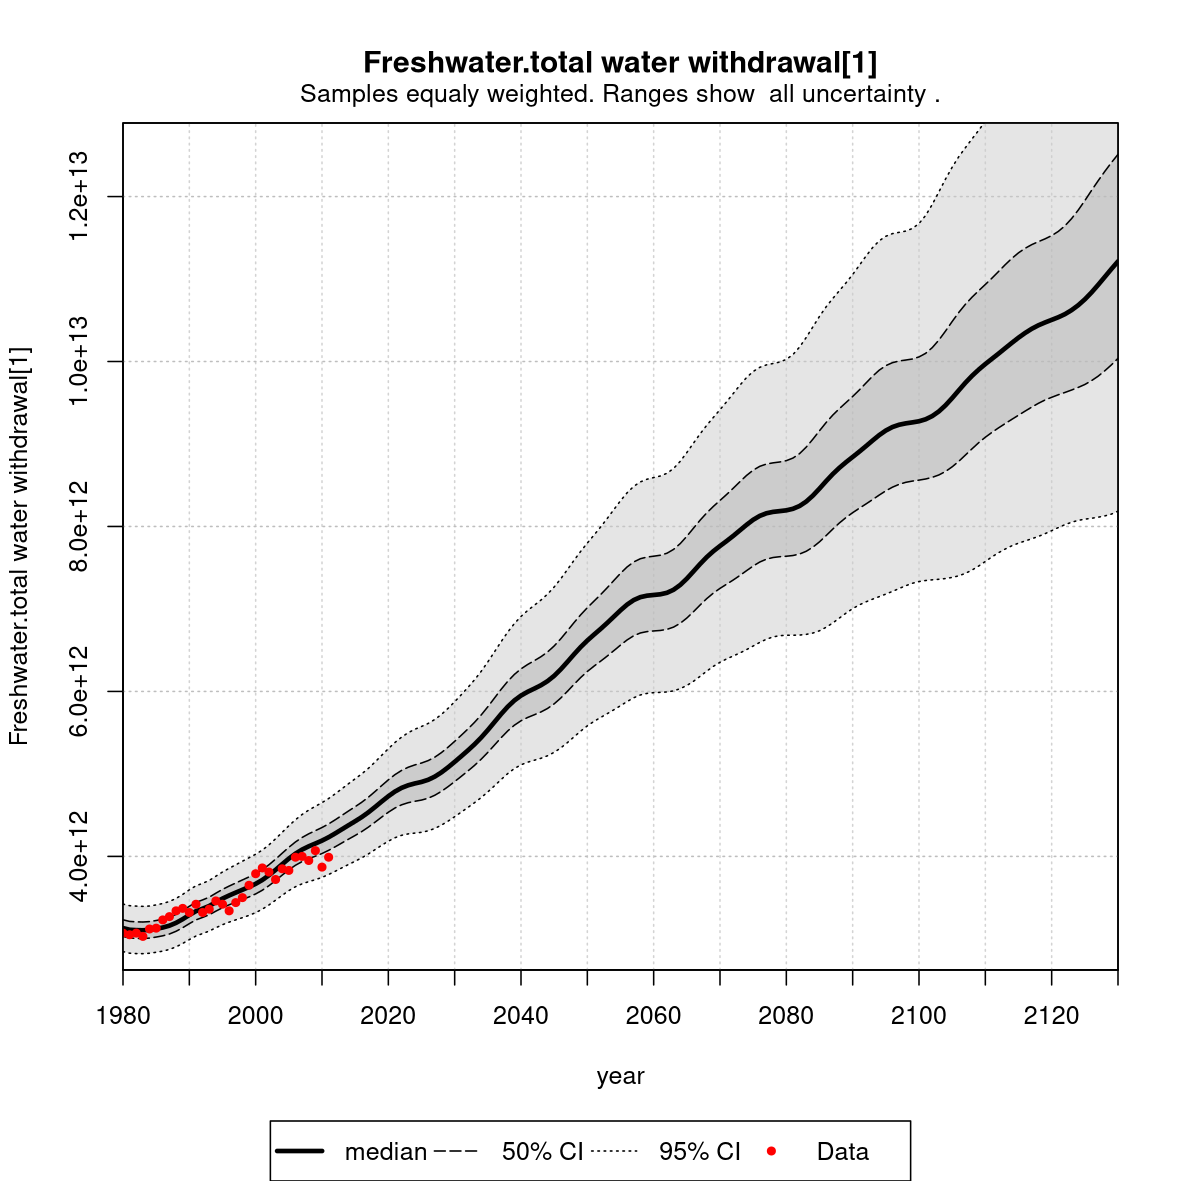 Freshwater.total water withdrawal[1]
Samples equaly weighted. Ranges show  all uncertainty .
Freshwater.total water withdrawal[1]
1.2e+13
1.0e+13
8.0e+12
6.0e+12
4.0e+12
1980 2000 2020 2040 2060 2080 2100 2120
year
median 50% CI 95% CI Data